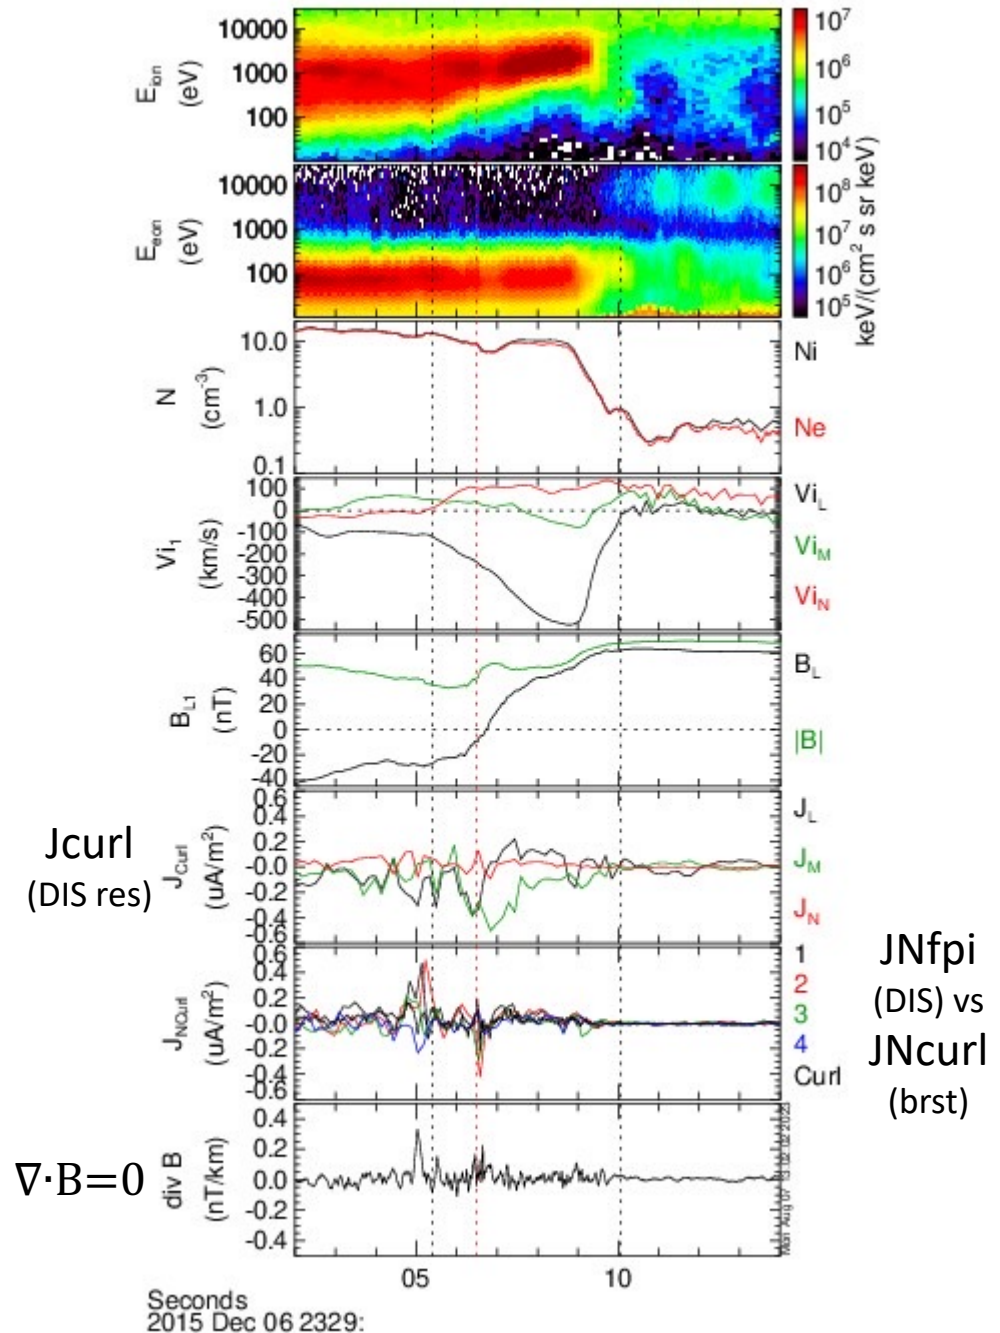 10000
1000
100
E_ion
(eV)
10^7
10^6
10^5
10^4
10000
1000
100
E_eon
(eV)
10^8
10^7
10^6
10^5
keV/(cm^2 s sr keV)
10.0
1.0
0.1
N
(cm^-3)
Ni
Ne
100
0
-100
-200
-300
-400
-500
Vi_1
(km/s)
Vi_L
Vi_M
Vi_N
60
40
20
0
-20
-40
B_L1
(nT)
B_L
|B|
Jcurl
(DIS res)
0.6
0.4
0.2
-0.0
-0.2
-0.4
-0.6
J_Curl
(uA/m^2)
J_L
J_M
J_N
0.6
0.4
0.2
-0.0
-0.2
-0.4
-0.6
J_NCurl
(uA/m^2)
1
2
3
4
Curl
JNfpi
(DIS) vs
JNcurl
(brst)
∇·B=0
0.4
0.2
0.0
-0.2
-0.4
div B
(nT/km)
05
10
Seconds
2015 Dec 06 2329: